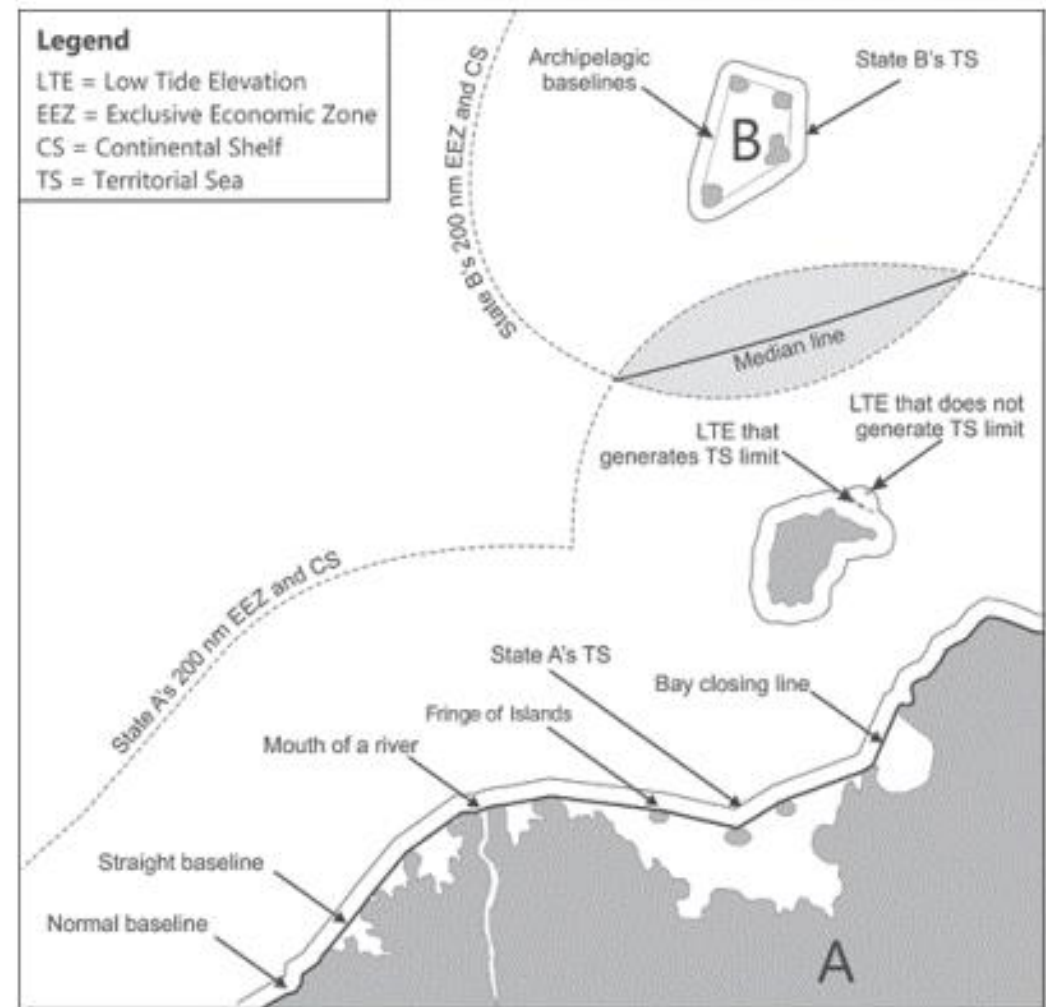 Legend
LTE = Low Tide Elevation
EEZ = Exclusive Economic Zone
CS = Continental Shelf
TS = Territorial Sea
Archipelagic
baselines
State B's TS
B
State B's 200 nm EEZ and CS
Median line
LTE that does not
generate TS limit
LTE that
generates TS limit
State A's 200 nm EEZ and CS
State A's TS
Bay closing line
Fringe of Islands
Mouth of a river
Straight baseline
Normal baseline
A